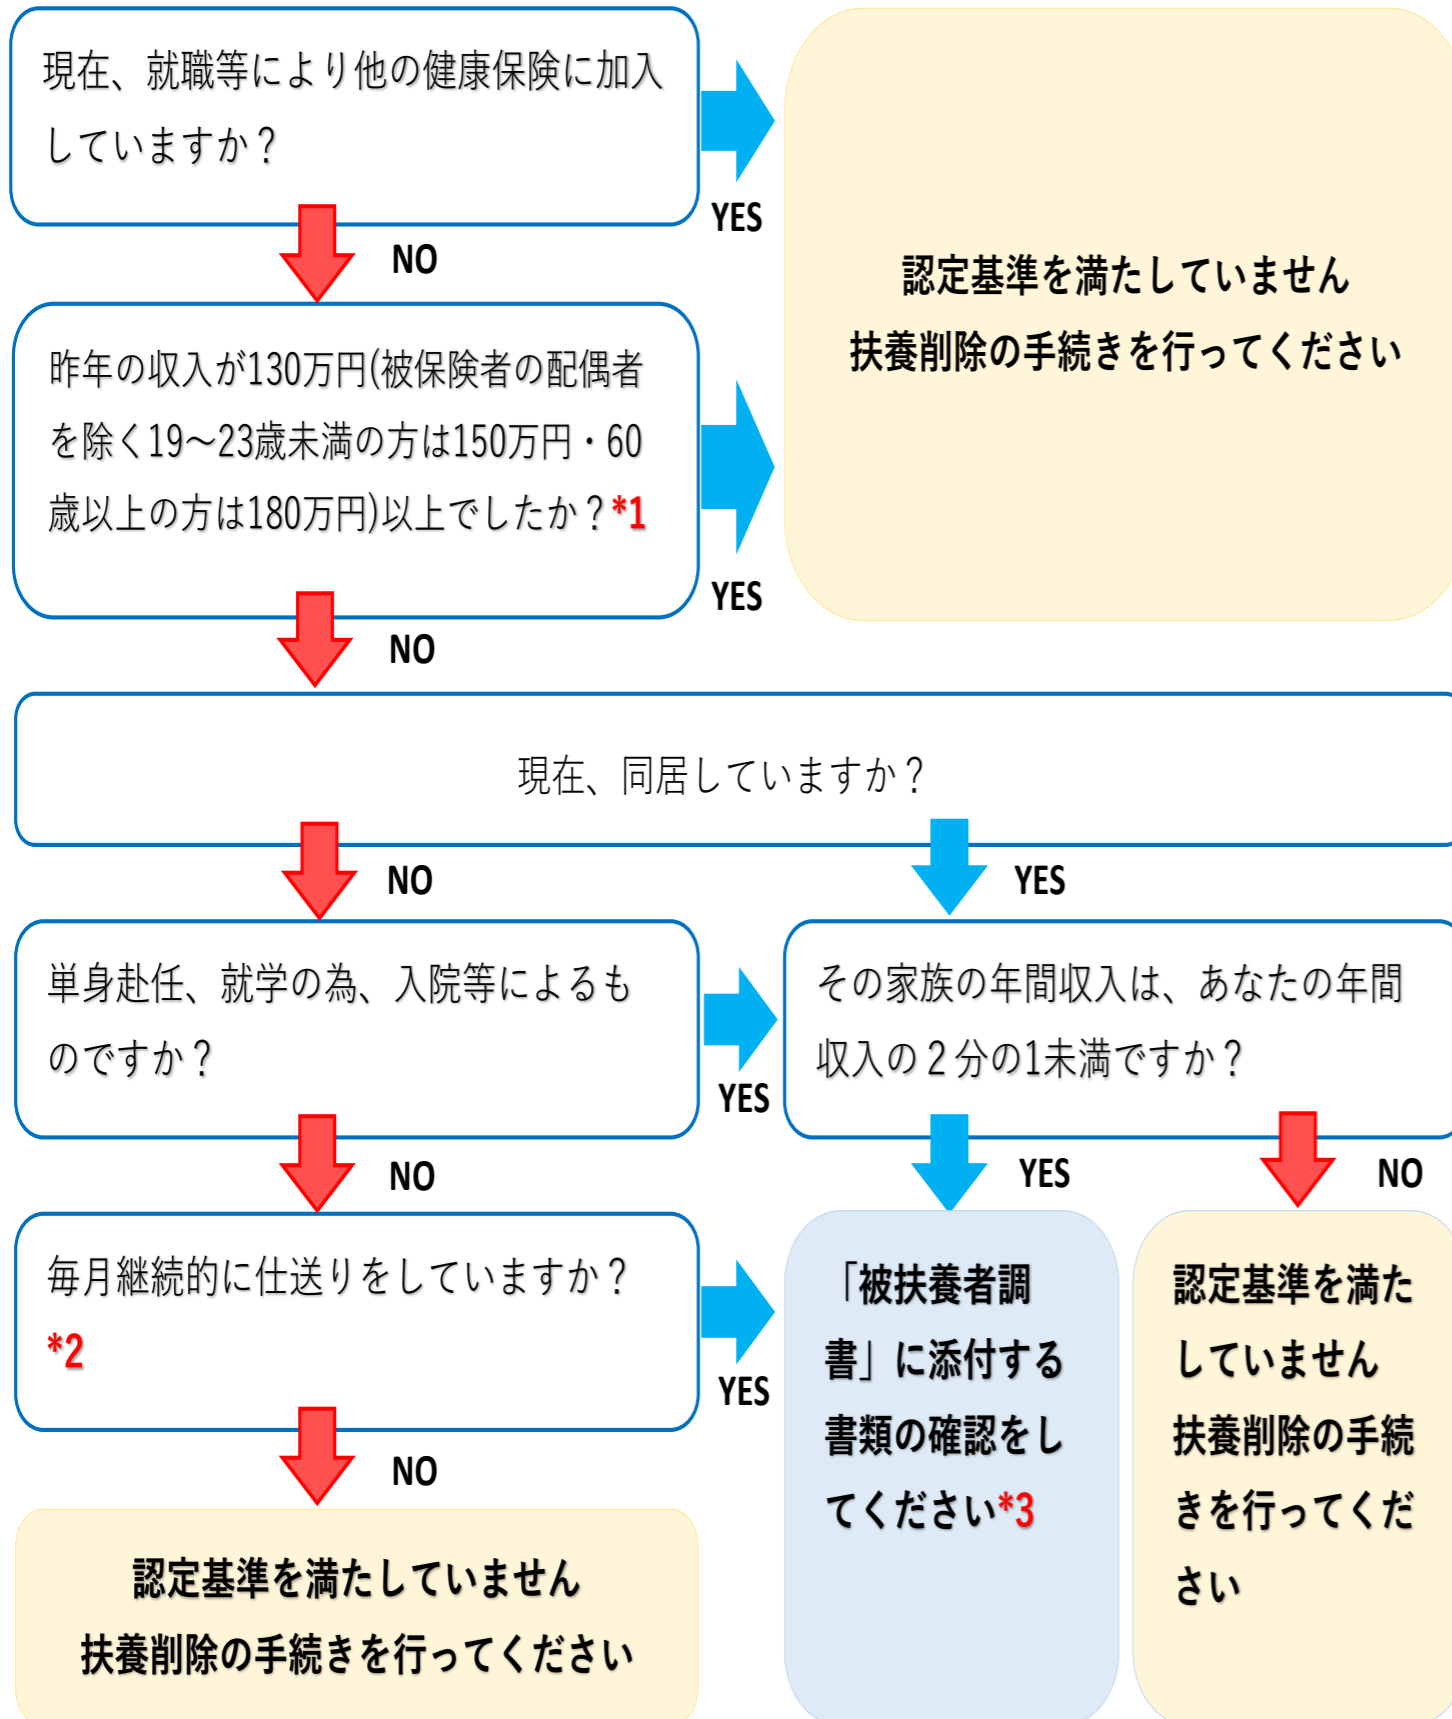 現在、就職等により他の健康保険に加入
していますか？
YES
NO
認定基準を満たしていません
扶養削除の手続きを行ってください
昨年の収入が130万円(被保険者の配偶者
を除く19～23歳未満の方は150万円・60
歳以上の方は180万円)以上でしたか？*1
YES
NO
現在、同居していますか？
NO
YES
単身赴任、就学の為、入院等によるも
のですか？
YES
NO
その家族の年間収入は、あなたの年間
収入の２分の1未満ですか？
YES
NO
毎月継続的に仕送りをしていますか？
*2
YES
NO
「被扶養者調
書」に添付する
書類の確認をし
てください*3
認定基準を満た
していません
扶養削除の手続
きを行ってくだ
さい
認定基準を満たしていません
扶養削除の手続きを行ってください